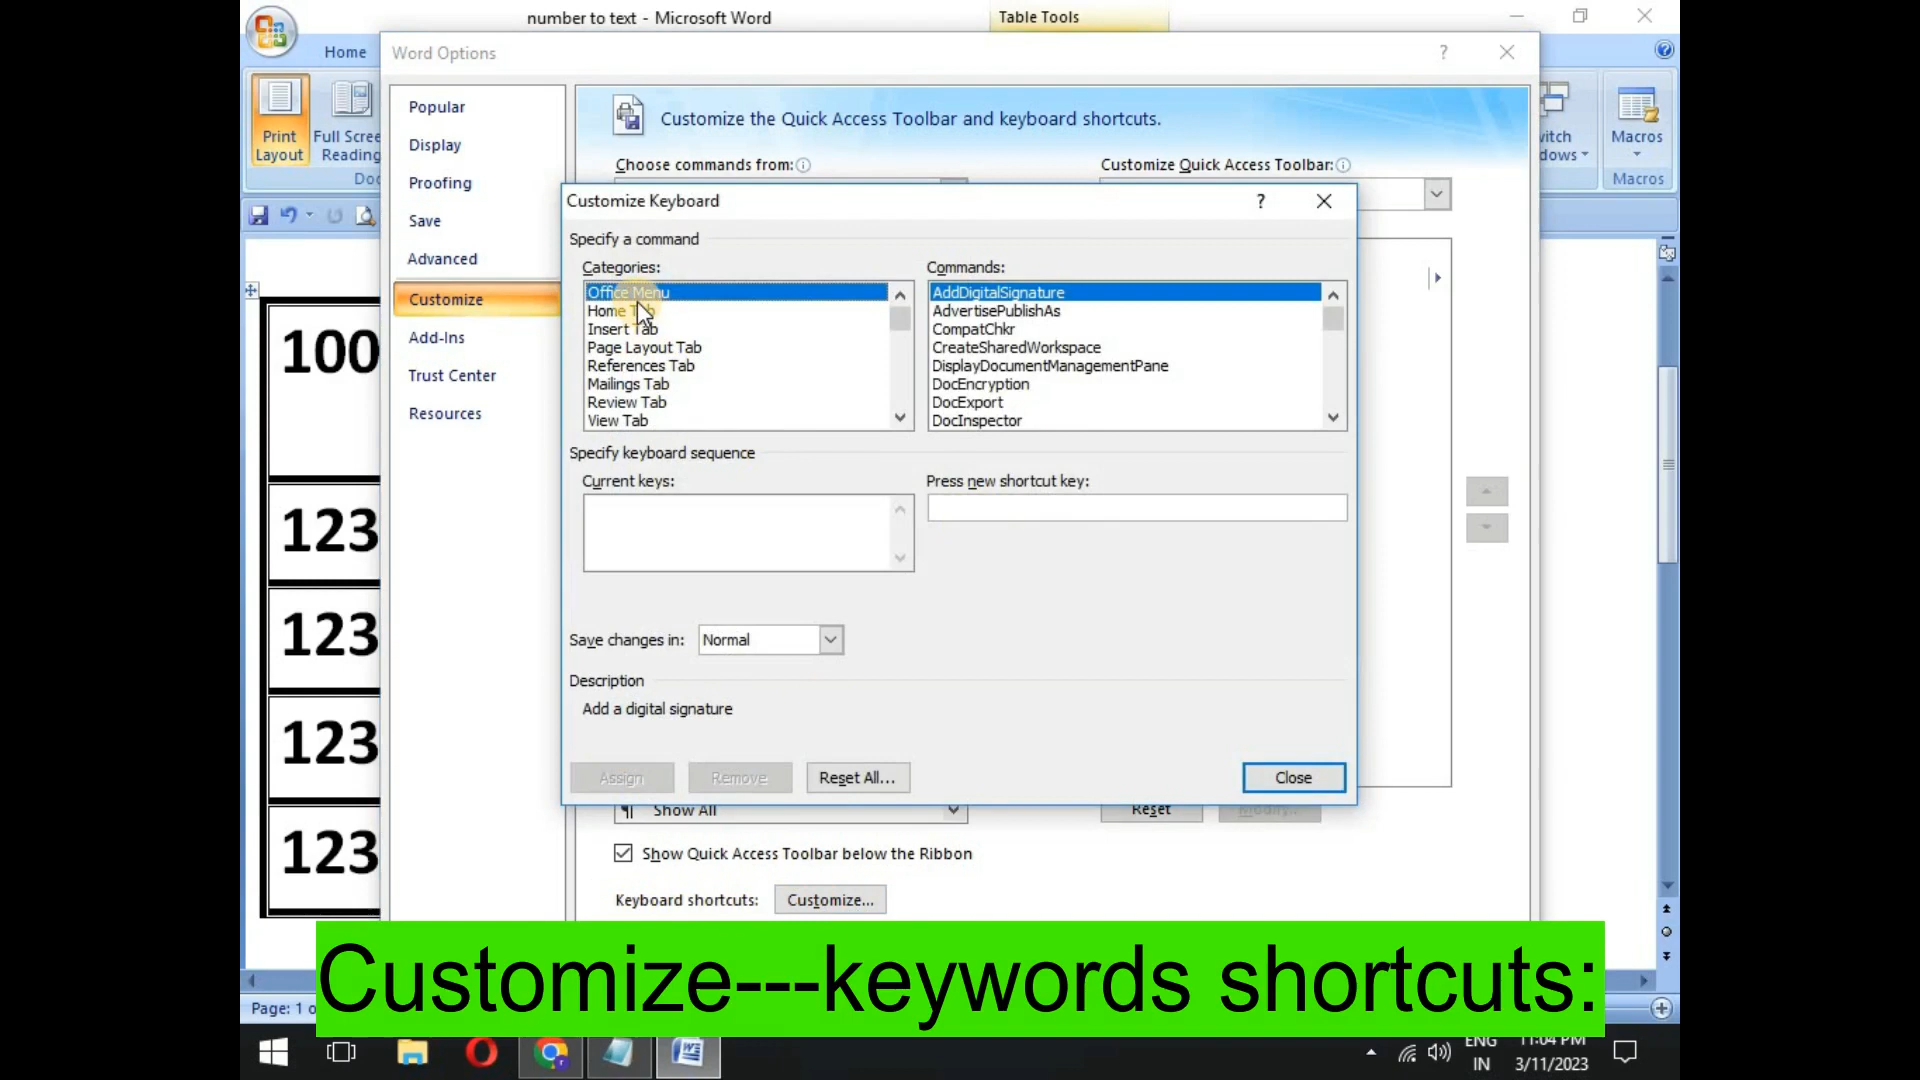 number to text - Microsoft Word
Table Tools
Home
Word Options
Print Layout
Full Scree
Reading
Doc
Macros
Macros
Popular
Display
Proofing
Save
Advanced
Customize
Add-Ins
Trust Center
Resources
Customize the Quick Access Toolbar and keyboard shortcuts.
Choose commands from:
Customize Quick Access Toolbar:
Customize Keyboard
Specify a command
Categories:
Commands:
Office Menu
Home Tab
Insert Tab
Page Layout Tab
References Tab
Mailings Tab
Review Tab
View Tab
AddDigitalSignature
AdvertisePublishAs
CompatChkr
CreateSharedWorkspace
DisplayDocumentManagementPane
DocEncryption
DocExport
DocInspector
Specify keyboard sequence
Current keys:
Press new shortcut key:
Save changes in:
Normal
Description
Add a digital signature
Assign
Remove
Reset All...
Close
100
123
123
123
123
Show All
Reset
Modify...
Show Quick Access Toolbar below the Ribbon
Keyboard shortcuts:
Customize...
Page: 1 o
Customize---keywords shortcuts:
ENG
IN
11:04 PM
3/11/2023